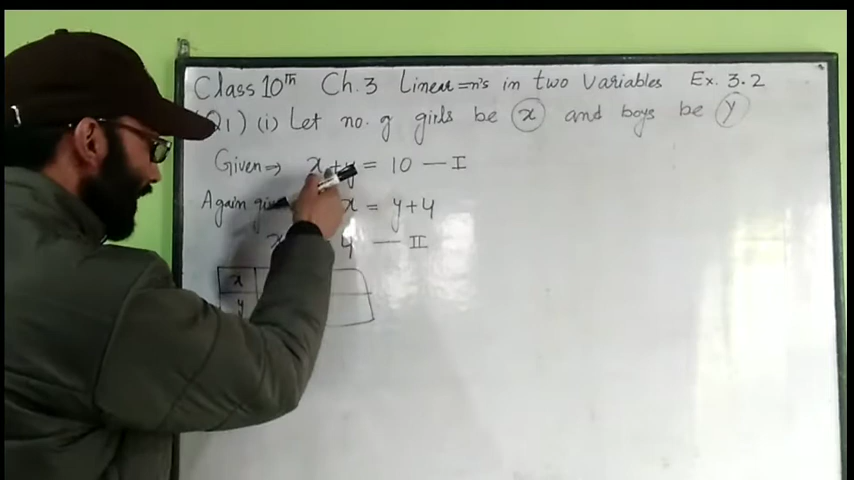 Class 10th Ch. 3 Linear =n's in two Variables Ex. 3.2
Q1) (i) Let no. of girls be x and boys be y
Given ⇒ x + y = 10 — I
Again x = y + 4
x 4 — II
x
y